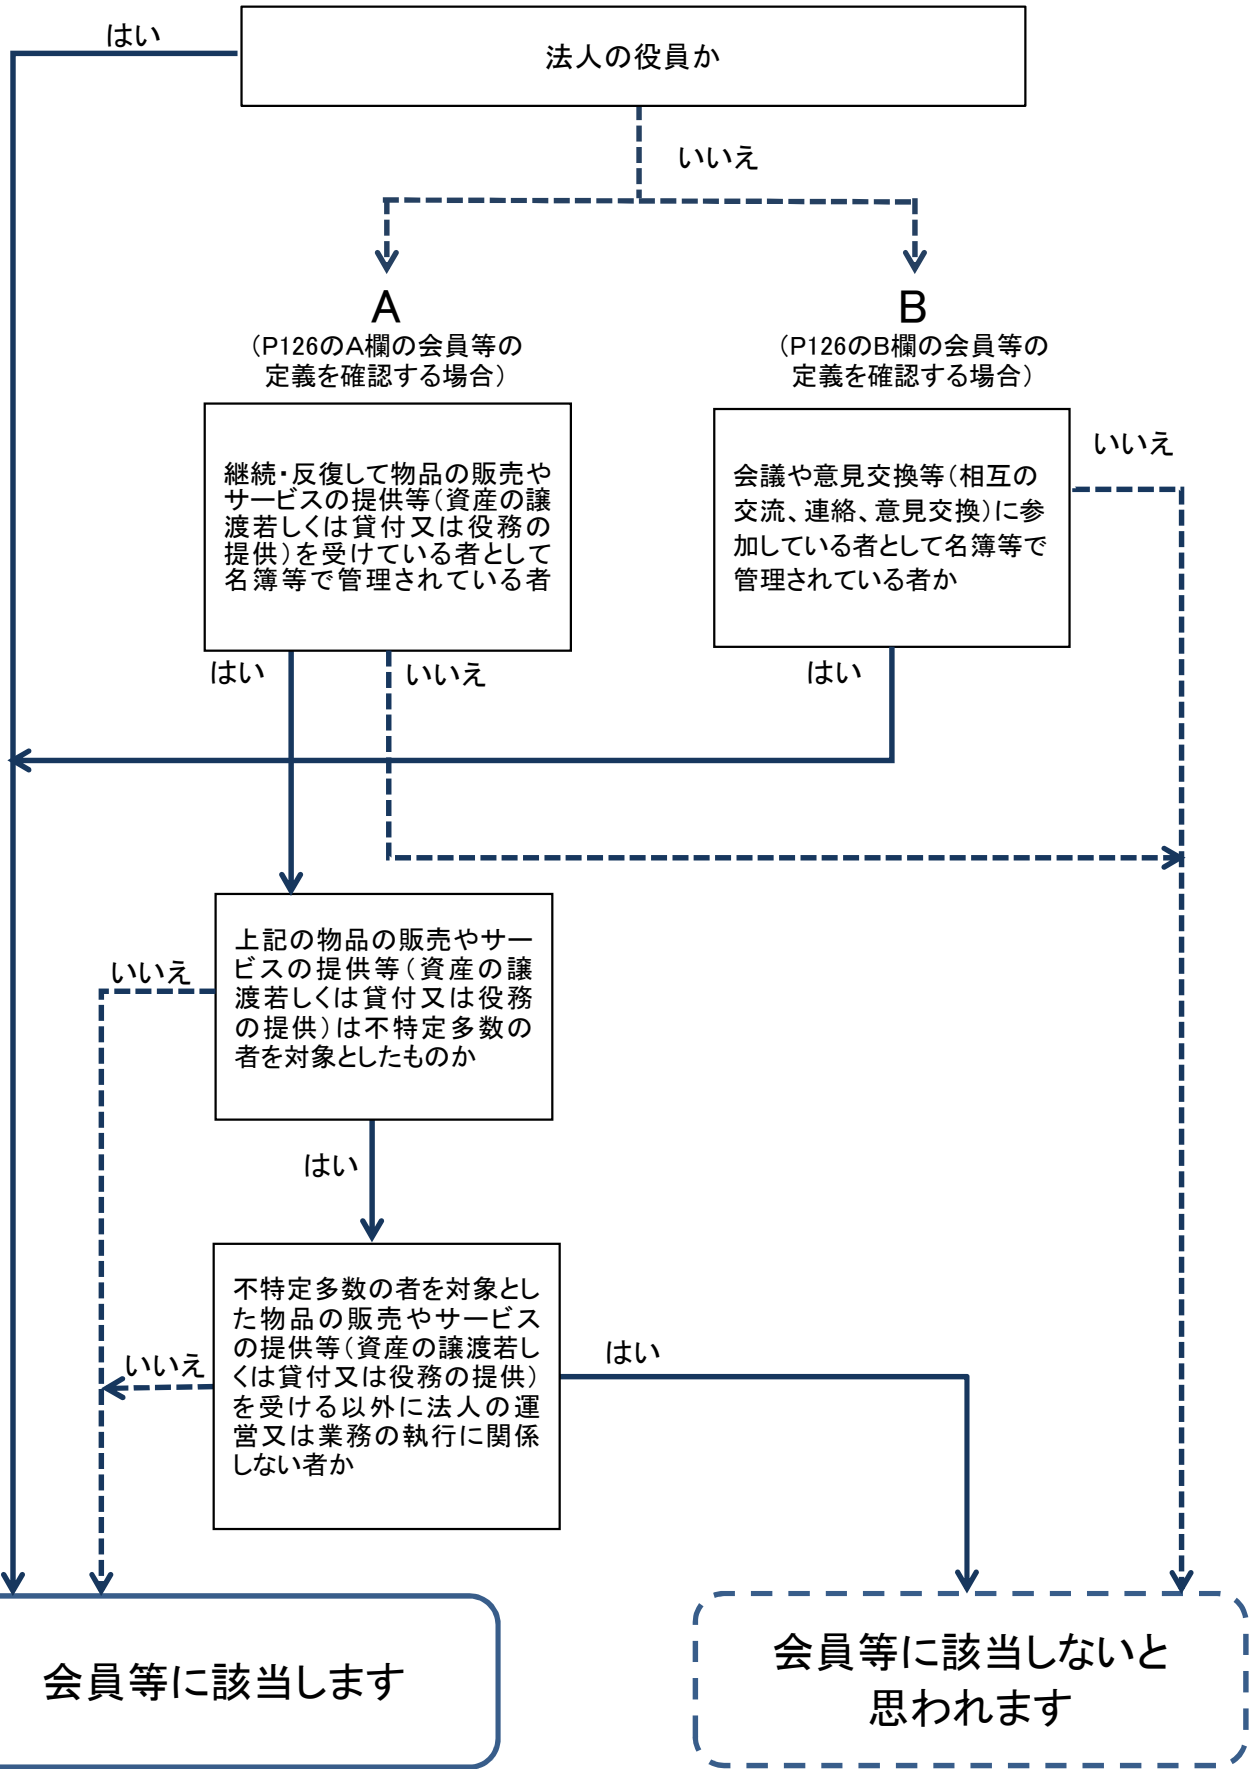 はい
法人の役員か
いいえ
A
(P126のA欄の会員等の
定義を確認する場合)
B
(P126のB欄の会員等の
定義を確認する場合)
継続・反復して物品の販売や
サービスの提供等(資産の譲
渡若しくは貸付又は役務の
提供)を受けている者として
名簿等で管理されている者
いいえ
会議や意見交換等(相互の
交流、連絡、意見交換)に参
加している者として名簿等で
管理されている者か
はい
いいえ
はい
上記の物品の販売やサー
ビスの提供等(資産の譲
渡若しくは貸付又は役務
の提供)は不特定多数の
者を対象としたものか
いいえ
はい
不特定多数の者を対象とし
た物品の販売やサービス
の提供等(資産の譲渡若し
くは貸付又は役務の提供)
を受ける以外に法人の運
営又は業務の執行に関係
しない者か
いいえ
はい
会員等に該当します
会員等に該当しないと
思われます